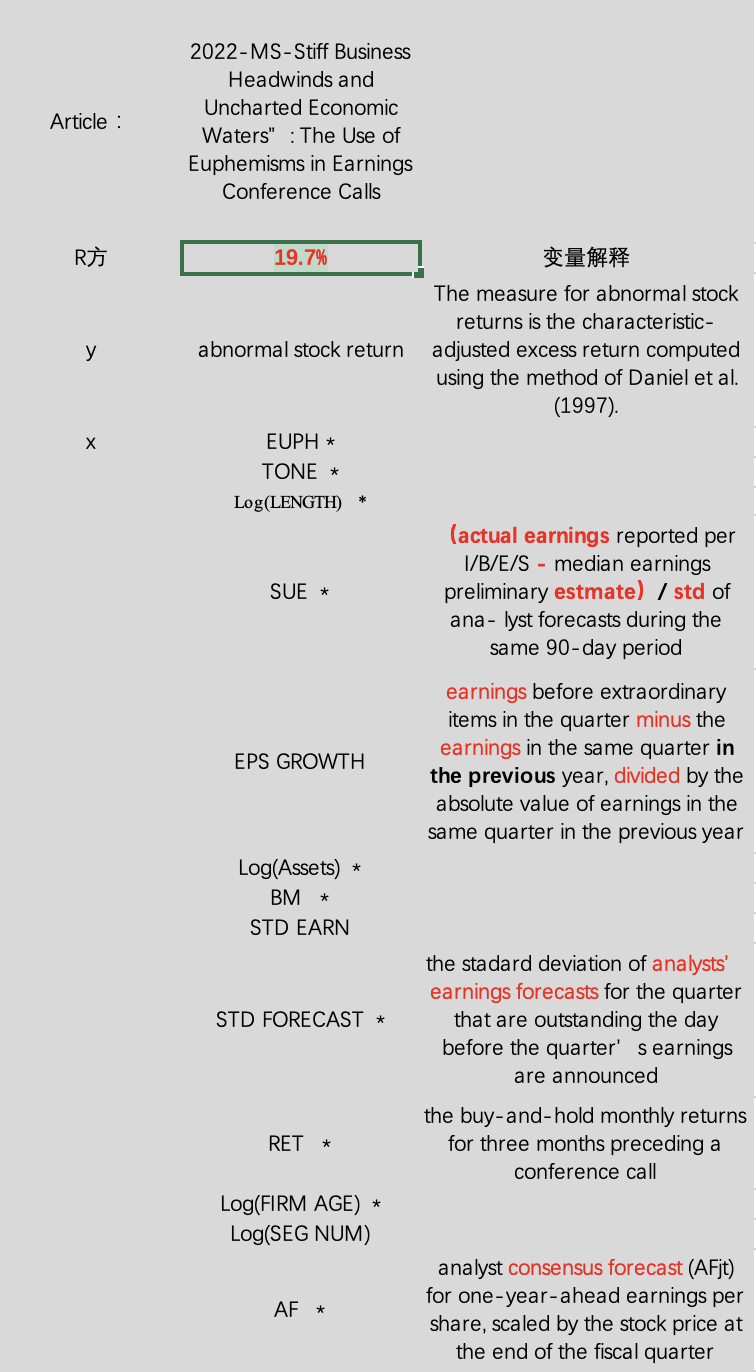 2022-MS-Stiff Business
Headwinds and
Article：
Uncharted Economic
Waters” : The Use of
Euphemisms in Earnings
Conference Calls
R方
19.7%
变量解释
y
abnormal stock return
The measure for abnormal stock
returns is the characteristic-
adjusted excess return computed
using the method of Daniel et al.
(1997).
x
EUPH *
TONE *
Log(LENGTH) *
SUE *
（actual earnings reported per
I/B/E/S - median earnings
preliminary estmate）/ std of
ana- lyst forecasts during the
same 90-day period
EPS GROWTH
earnings before extraordinary
items in the quarter minus the
earnings in the same quarter in
the previous year, divided by the
absolute value of earnings in the
same quarter in the previous year
Log(Assets) *
BM *
STD EARN
STD FORECAST *
the stadard deviation of analysts’
earnings forecasts for the quarter
that are outstanding the day
before the quarter’ s earnings
are announced
RET *
the buy-and-hold monthly returns
for three months preceding a
conference call
Log(FIRM AGE) *
Log(SEG NUM)
AF *
analyst consensus forecast (AFjt)
for one-year-ahead earnings per
share, scaled by the stock price at
the end of the fiscal quarter